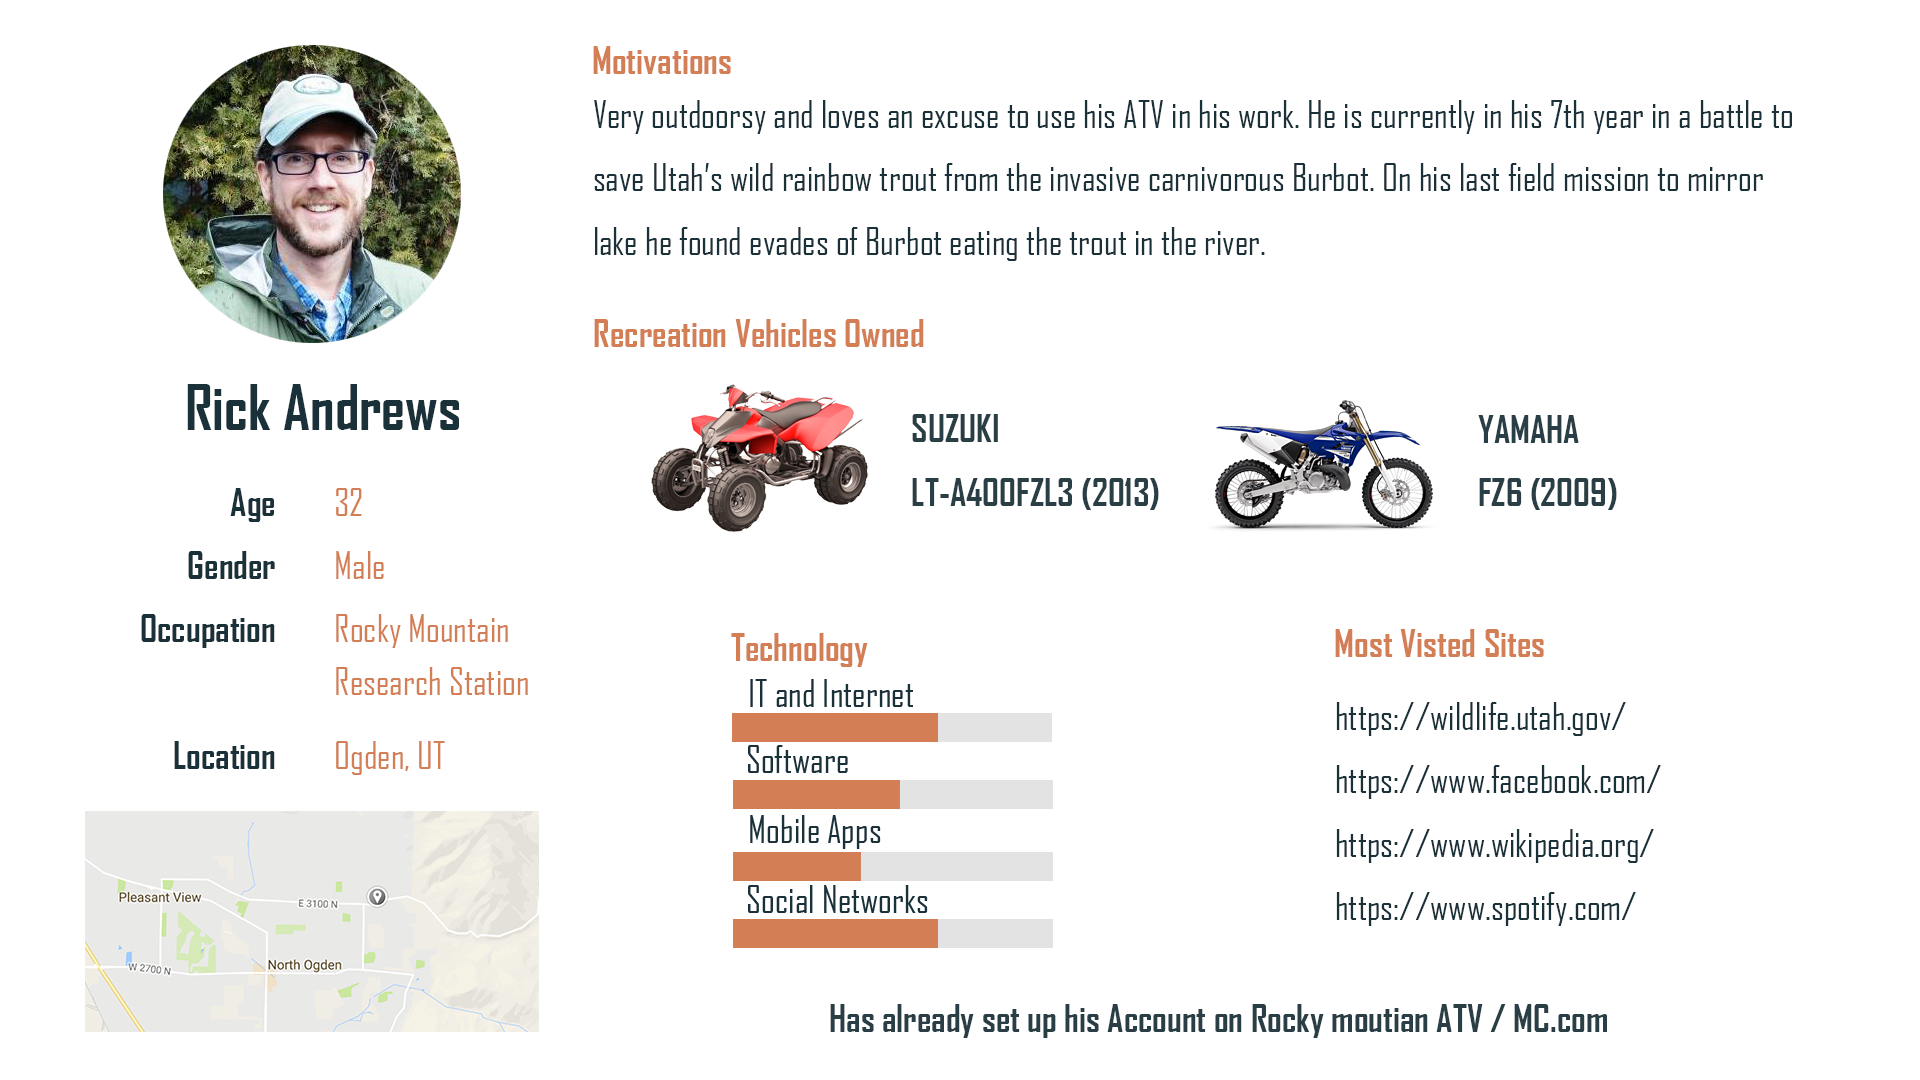 Rick Andrews
Age 32
Gender Male
Occupation Rocky Mountain
Research Station
Location Ogden, UT
Pleasant View
E 3100 N
North Ogden
W 2700 N
Motivations
Very outdoorsy and loves an excuse to use his ATV in his work. He is currently in his 7th year in a battle to
save Utah’s wild rainbow trout from the invasive carnivorous Burbot. On his last field mission to mirror
lake he found evades of Burbot eating the trout in the river.
Recreation Vehicles Owned
SUZUKI
LT-A400FZL3 (2013)
YAMAHA
FZ6 (2009)
Technology
IT and Internet
Software
Mobile Apps
Social Networks
Most Visted Sites
https://wildlife.utah.gov/
https://www.facebook.com/
https://www.wikipedia.org/
https://www.spotify.com/
Has already set up his Account on Rocky moutian ATV / MC.com